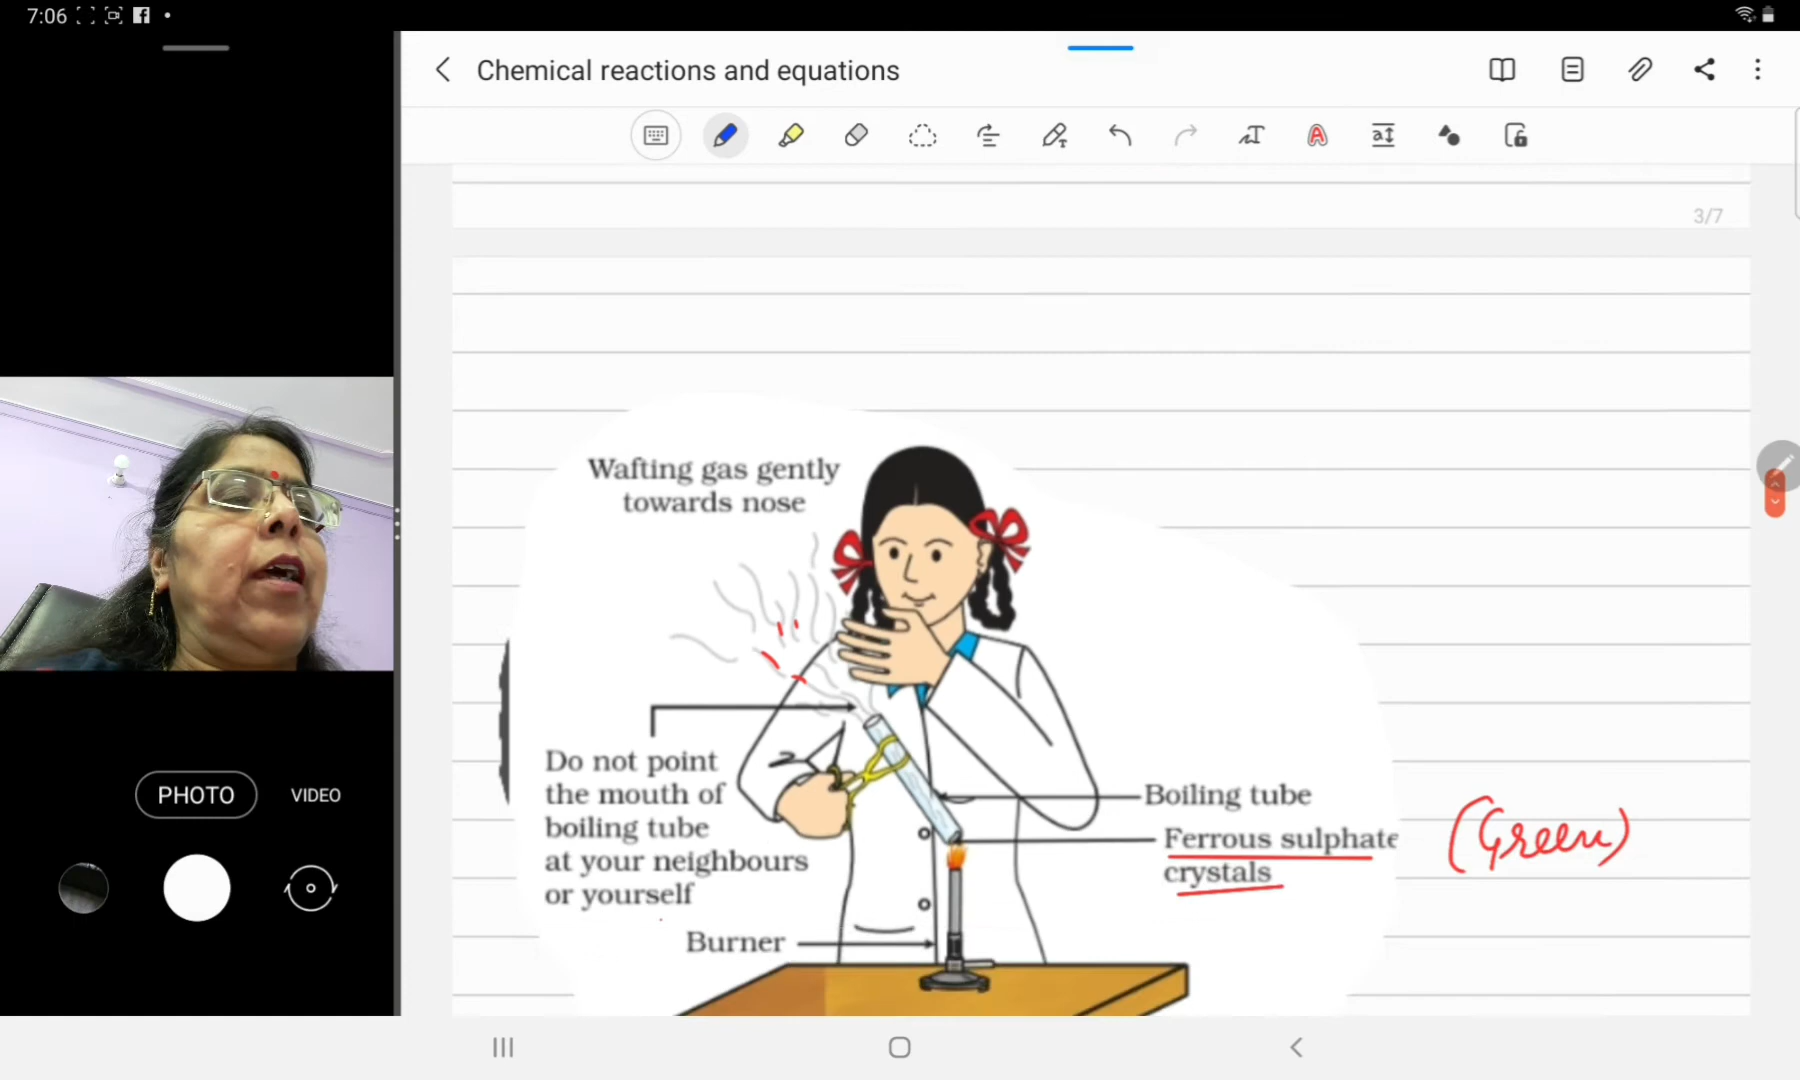 7:06
Chemical reactions and equations
3/7
Wafting gas gently
towards nose
Do not point
the mouth of
boiling tube
at your neighbours
or yourself
Boiling tube
Ferrous sulphate
crystals
(Green)
Burner
PHOTO
VIDEO